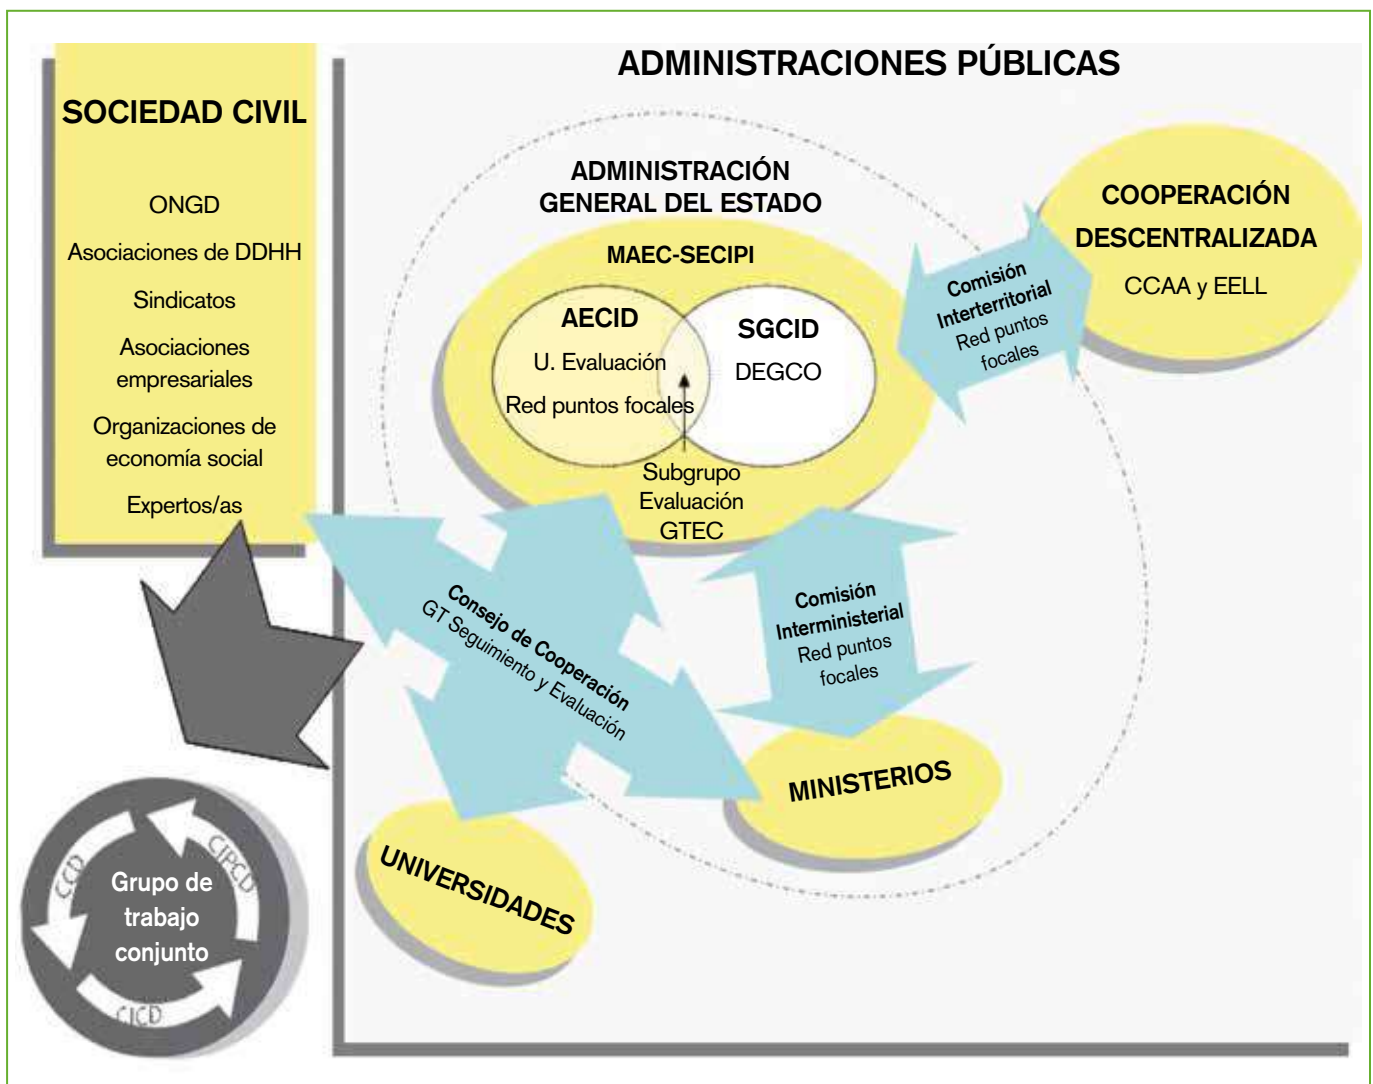 ADMINISTRACIONES PÚBLICAS
SOCIEDAD CIVIL
ONGD
Asociaciones de DDHH
Sindicatos
Asociaciones
empresariales
Organizaciones de
economía social
Expertos/as
ADMINISTRACIÓN
GENERAL DEL ESTADO
MAEC-SECIPI
AECID
U. Evaluación
Red puntos focales
SGCID
DEGCO
Subgrupo
Evaluación
GTEC
Comisión
Interterritorial
Red puntos
focales
COOPERACIÓN
DESCENTRALIZADA
CCAA y EELL
Consejo de Cooperación
GT Seguimiento y Evaluación
Comisión
Interministerial
Red puntos
focales
MINISTERIOS
UNIVERSIDADES
CCD
CIPCD
CICD
Grupo de
trabajo
conjunto